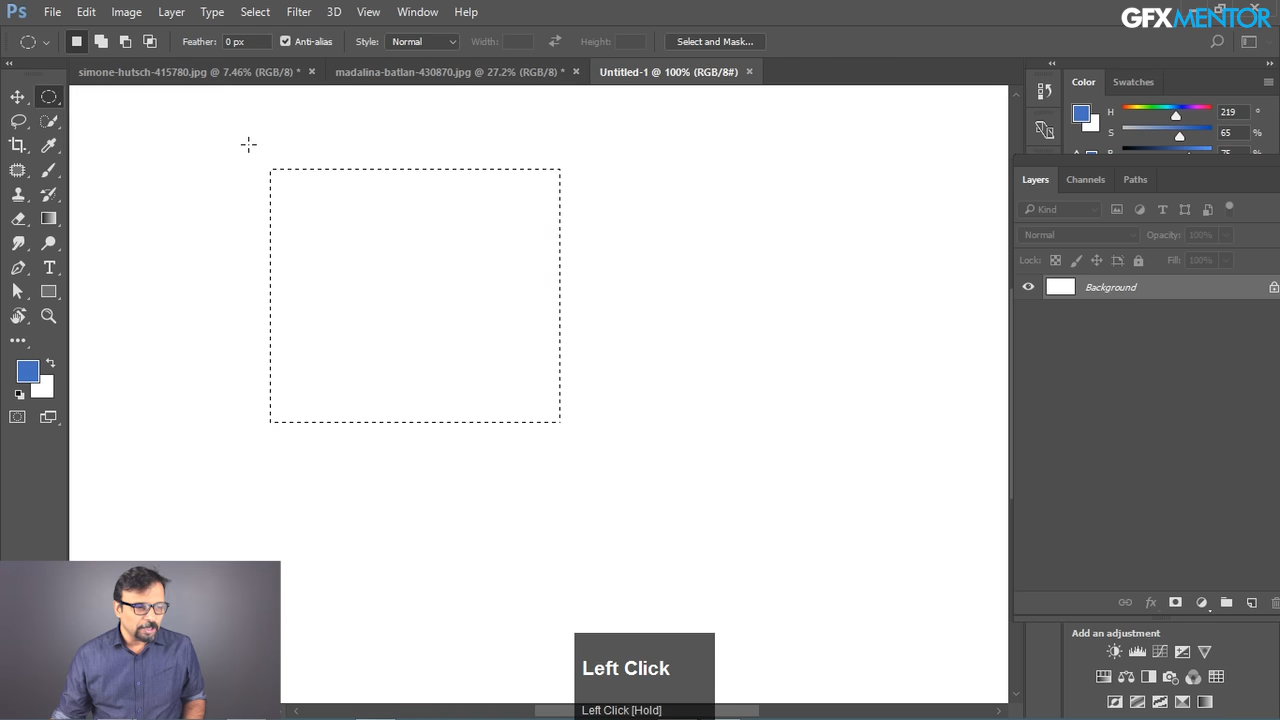 Ps File Edit Image Layer Type Select Filter 3D View Window Help
GFXMENTOR
Feather: 0 px Anti-alias Style: Normal Width: Height: Select and Mask...
simone-hutsch-415780.jpg @ 7.46% (RGB/8) * madalina-batlan-430870.jpg @ 27.2% (RGB/8) * Untitled-1 @ 100% (RGB/8#)
Color Swatches
H 219 °
S 65 %
75 %
Layers Channels Paths
Kind
Normal Opacity: 100%
Lock: Fill: 100%
Background
Add an adjustment
Left Click
Left Click [Hold]